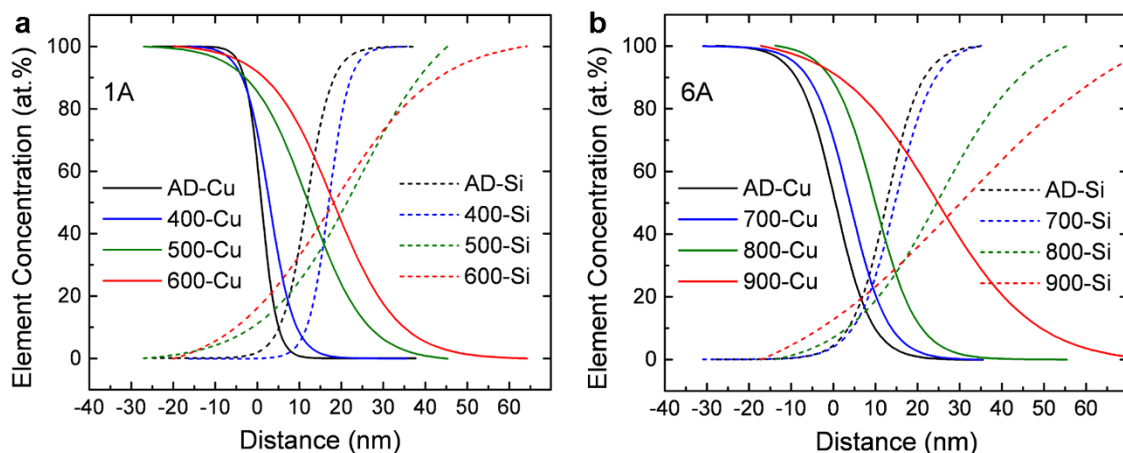 a
1A
Element Concentration (at.%)
100
80
60
40
20
0
AD-Cu
400-Cu
500-Cu
600-Cu
AD-Si
400-Si
500-Si
600-Si
-40 -30 -20 -10 0 10 20 30 40 50 60
Distance (nm)
b
6A
Element Concentration (at.%)
100
80
60
40
20
0
AD-Cu
700-Cu
800-Cu
900-Cu
AD-Si
700-Si
800-Si
900-Si
-40 -30 -20 -10 0 10 20 30 40 50 60
Distance (nm)